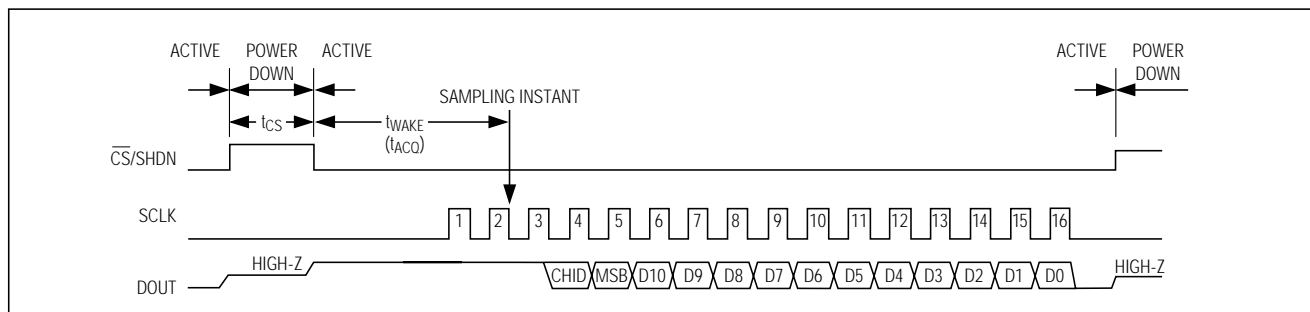 ACTIVE POWER DOWN ACTIVE
ACTIVE POWER DOWN
SAMPLING INSTANT
tCS
tWAKE
(tACQ)
CS/SHDN
SCLK
1 2 3 4 5 6 7 8 9 10 11 12 13 14 15 16
DOUT
HIGH-Z
CHID MSB D10 D9 D8 D7 D6 D5 D4 D3 D2 D1 D0
HIGH-Z